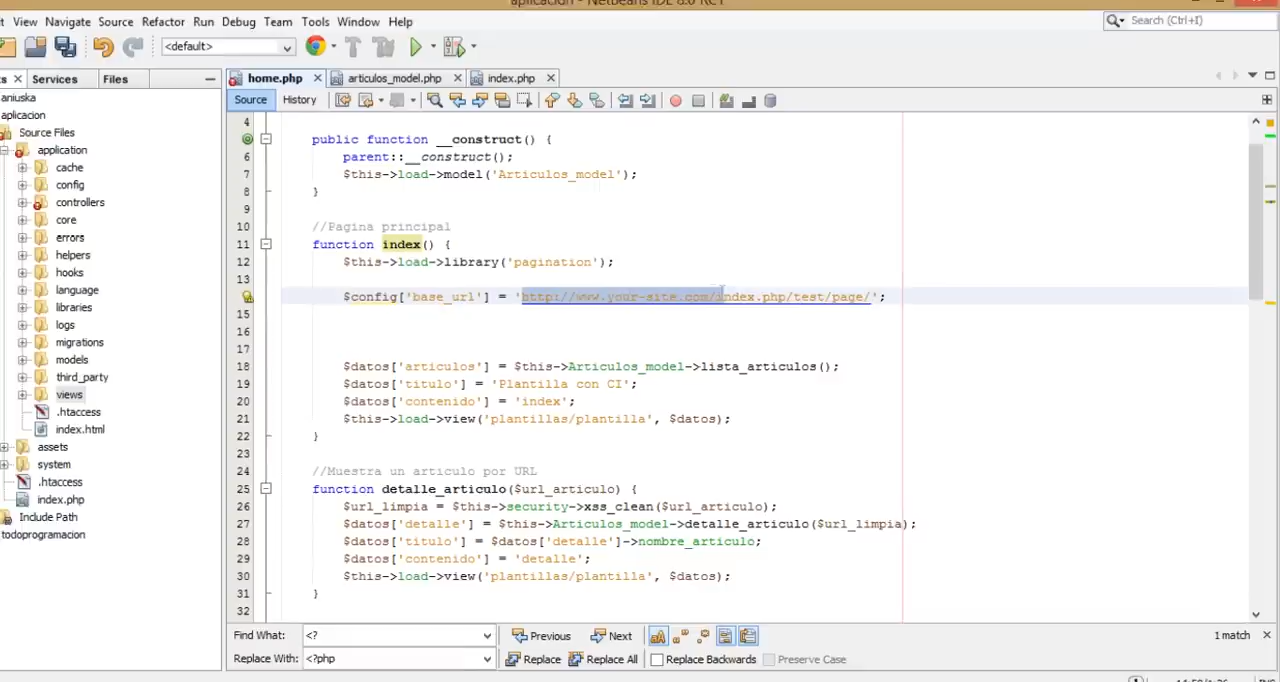 aplicacion - NetBeans IDE 8.0 RC1
View Navigate Source Refactor Run Debug Team Tools Window Help
Search (Ctrl+I)
<default>
Services Files
home.php articulos_model.php index.php
Source History
aniuska
aplicacion
Source Files
application
cache
config
controllers
core
errors
helpers
hooks
language
libraries
logs
migrations
models
third_party
views
.htaccess
index.html
assets
system
.htaccess
index.php
Include Path
todoprogramacion
4
public function __construct() {
6 parent::__construct();
7 $this->load->model('Articulos_model');
8 }
9
10 //Pagina principal
11 function index() {
12 $this->load->library('pagination');
13
$config['base_url'] = 'http://www.your-site.com/index.php/test/page/';
15
16
17
18 $datos['articulos'] = $this->Articulos_model->lista_articulos();
19 $datos['titulo'] = 'Plantilla con CI';
20 $datos['contenido'] = 'index';
21 $this->load->view('plantillas/plantilla', $datos);
22 }
23
24 //Muestra un articulo por URL
25 function detalle_articulo($url_articulo) {
26 $url_limpia = $this->security->xss_clean($url_articulo);
27 $datos['detalle'] = $this->Articulos_model->detalle_articulo($url_limpia);
28 $datos['titulo'] = $datos['detalle']->nombre_articulo;
29 $datos['contenido'] = 'detalle';
30 $this->load->view('plantillas/plantilla', $datos);
31 }
32
Find What: <? Previous Next 1 match
Replace With: <?php Replace Replace All Replace Backwards Preserve Case